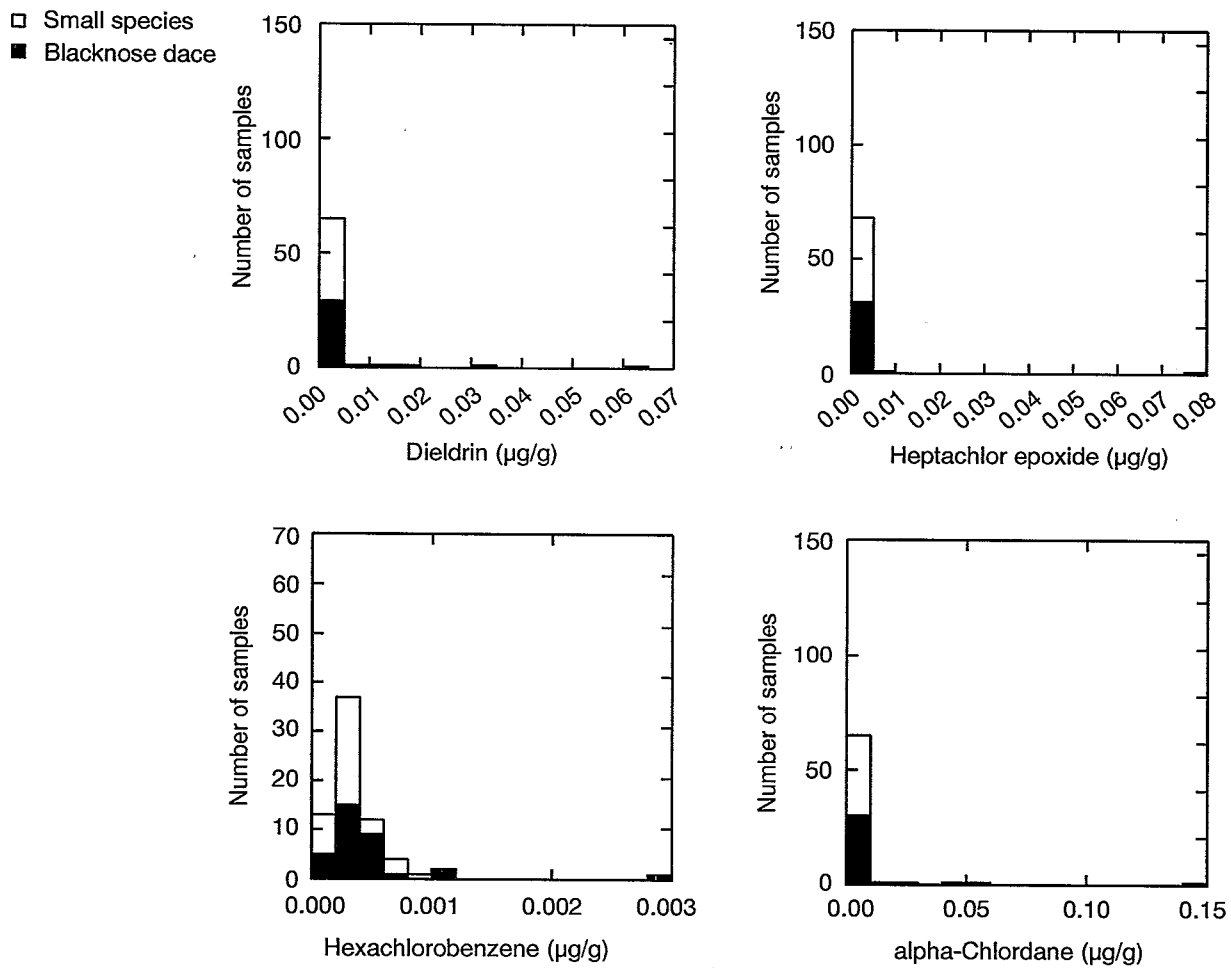 Small species
Blacknose dace
150
100
50
0
Number of samples
0.00 0.01 0.02 0.03 0.04 0.05 0.06 0.07
Dieldrin (µg/g)
150
100
50
0
Number of samples
0.00 0.01 0.02 0.03 0.04 0.05 0.06 0.07 0.08
Heptachlor epoxide (µg/g)
70
60
50
40
30
20
10
0
Number of samples
0.000 0.001 0.002 0.003
Hexachlorobenzene (µg/g)
150
100
50
0
Number of samples
0.00 0.05 0.10 0.15
alpha-Chlordane (µg/g)